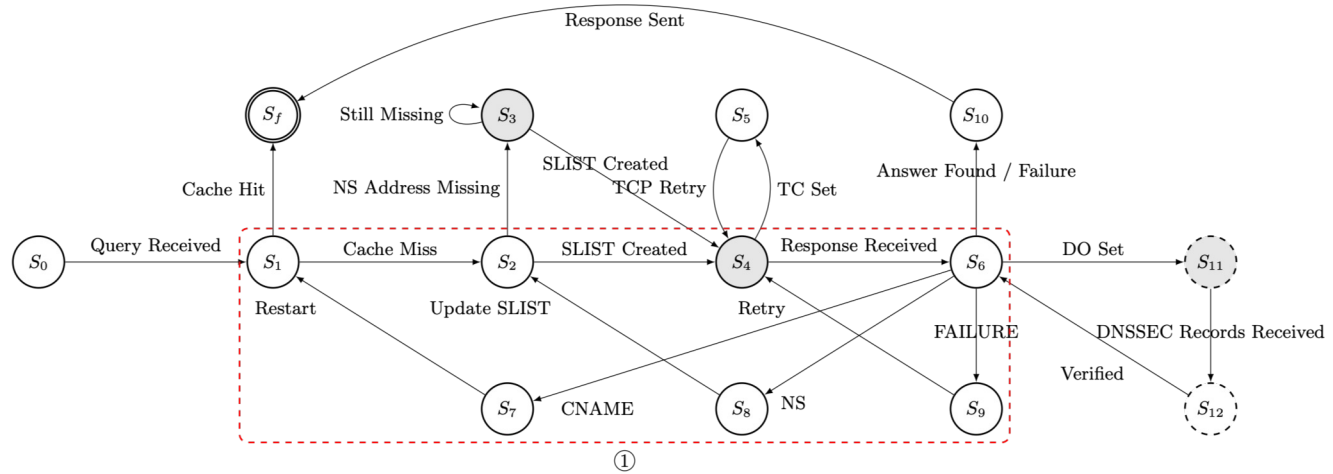 Response Sent
S_f
Still Missing
S_3
S_5
S_10
SLIST Created
Cache Hit
NS Address Missing
TCP Retry
TC Set
Answer Found / Failure
S_0
Query Received
S_1
Cache Miss
S_2
SLIST Created
S_4
Response Received
S_6
DO Set
S_11
Restart
Update SLIST
Retry
FAILURE
DNSSEC Records Received
Verified
S_7
CNAME
S_8
NS
S_9
S_12
①